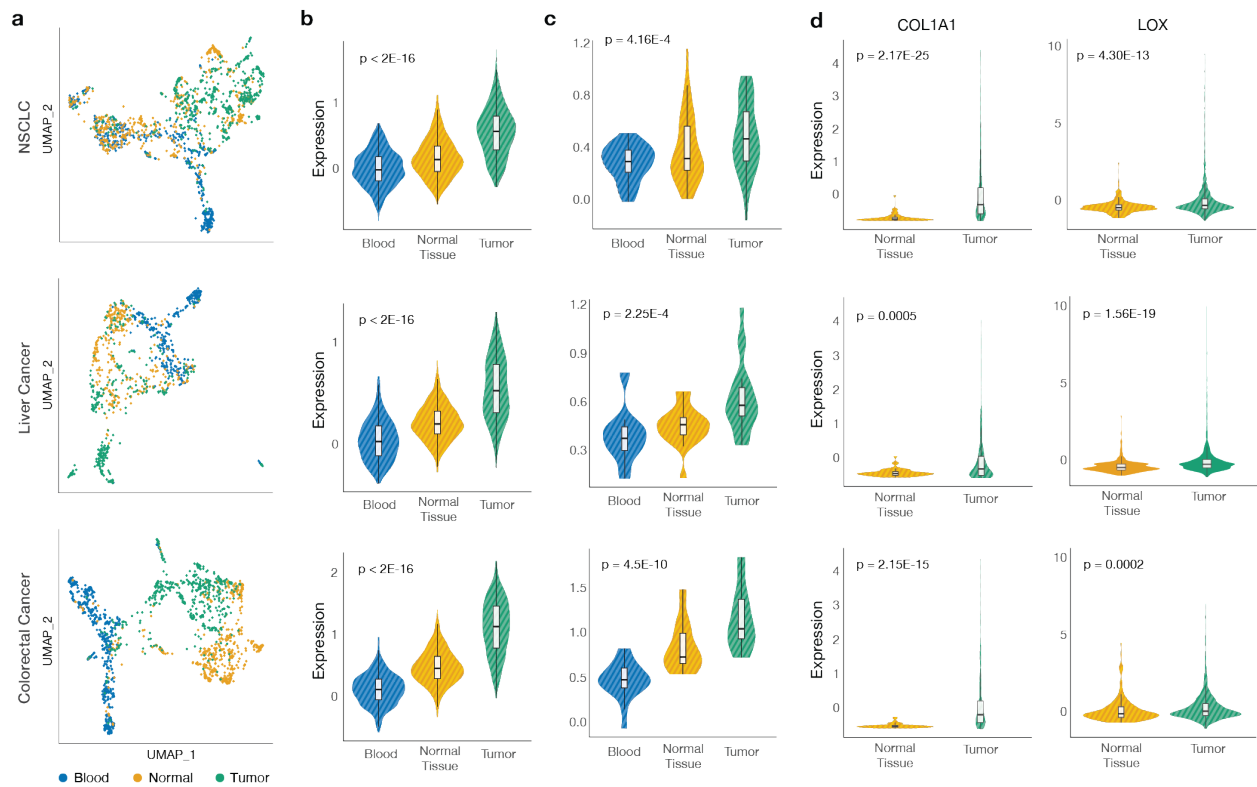 a
b
c
d
COL1A1
LOX
NSCLC
UMAP_2
Expression
p < 2E-16
1
0
Blood
Normal
Tissue
Tumor
p = 4.16E-4
1.2
0.8
0.4
0.0
Blood
Normal
Tissue
Tumor
Expression
p = 2.17E-25
4
3
2
1
0
Normal
Tissue
Tumor
p = 4.30E-13
10
5
0
Normal
Tissue
Tumor
Liver Cancer
UMAP_2
Expression
p < 2E-16
1
0
Blood
Normal
Tissue
Tumor
p = 2.25E-4
1.2
0.9
0.6
0.3
Blood
Normal
Tissue
Tumor
Expression
p = 0.0005
4
3
2
1
0
Normal
Tissue
Tumor
p = 1.56E-19
10
5
0
Normal
Tissue
Tumor
Colorectal Cancer
UMAP_2
UMAP_1
Expression
p < 2E-16
2
1
0
Blood
Normal
Tissue
Tumor
p = 4.5E-10
1.5
1.0
0.5
0.0
Blood
Normal
Tissue
Tumor
Expression
p = 2.15E-15
4
3
2
1
0
Normal
Tissue
Tumor
p = 0.0002
10
5
0
Normal
Tissue
Tumor
Blood Normal Tumor